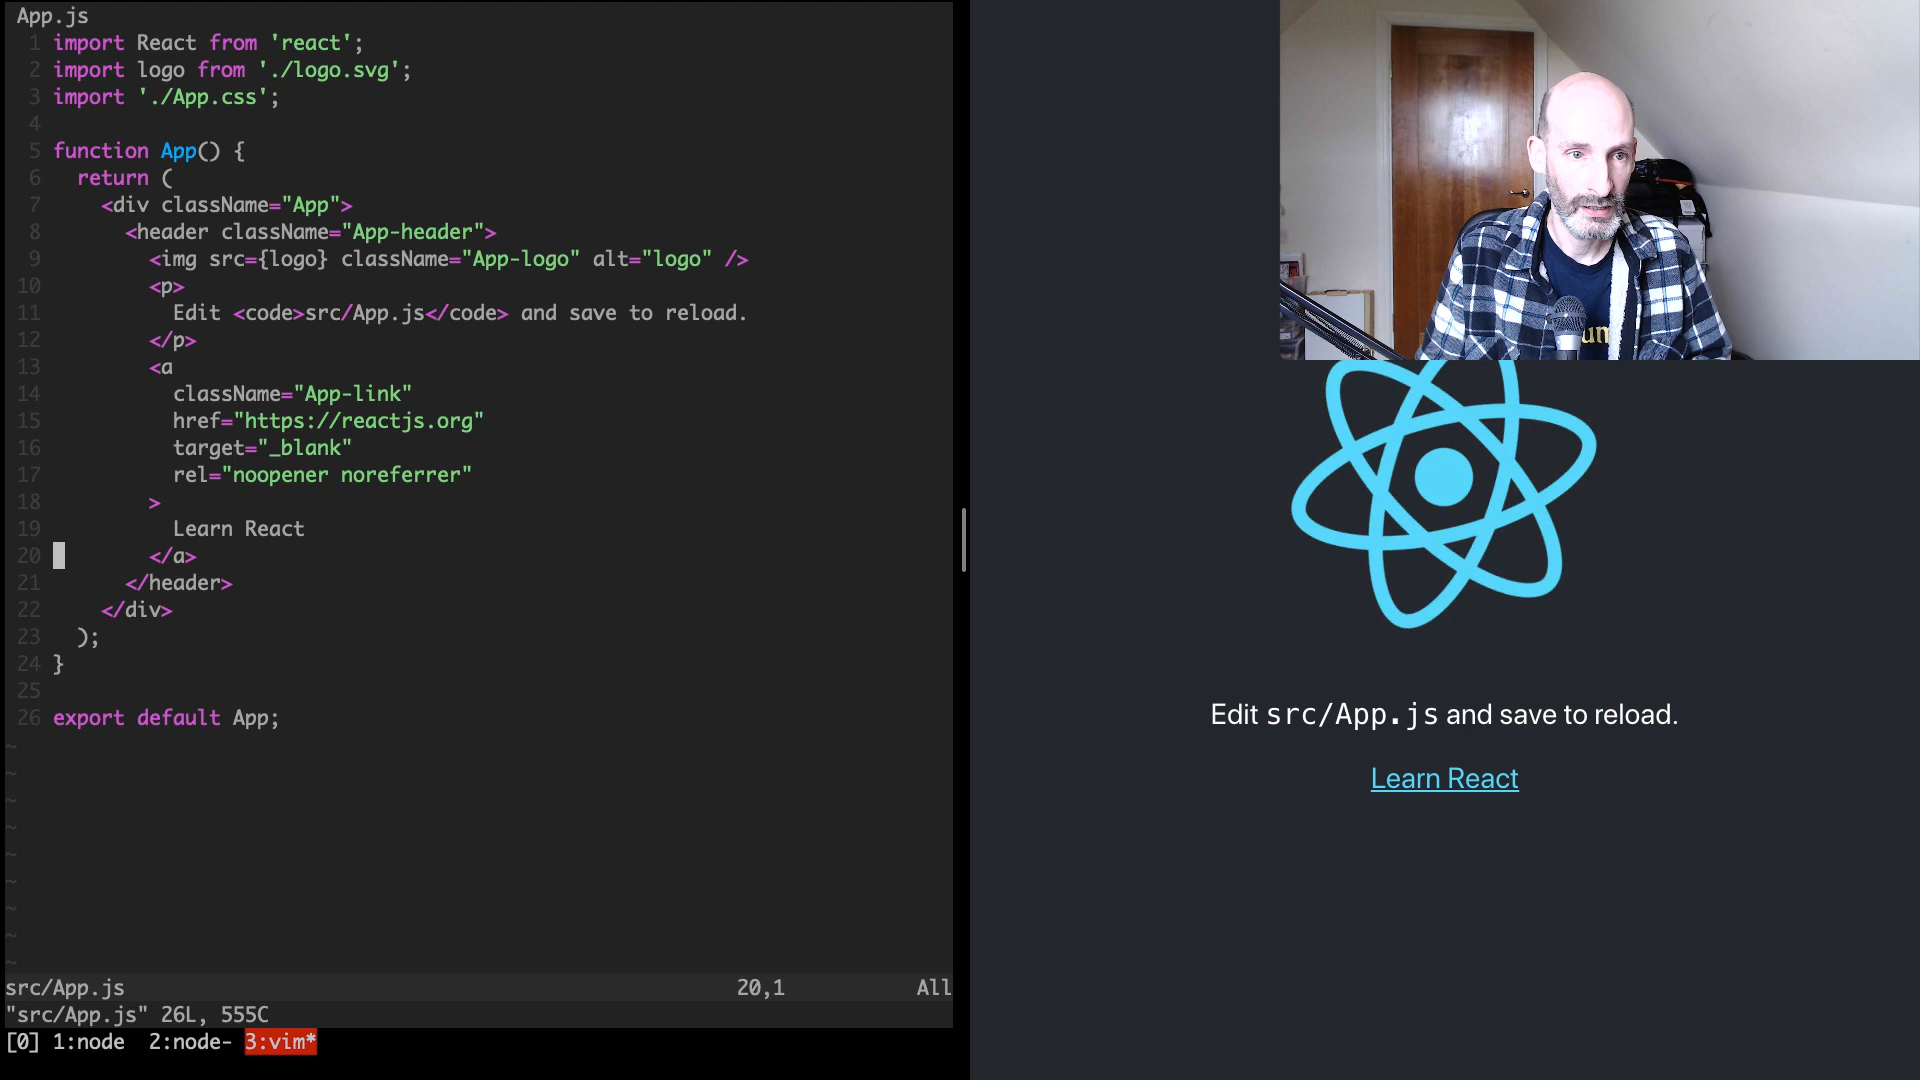 App.js
1 import React from 'react';
2 import logo from './logo.svg';
3 import './App.css';
4
5 function App() {
6   return (
7     <div className="App">
8       <header className="App-header">
9         <img src={logo} className="App-logo" alt="logo" />
10         <p>
11           Edit <code>src/App.js</code> and save to reload.
12         </p>
13         <a
14           className="App-link"
15           href="https://reactjs.org"
16           target="_blank"
17           rel="noopener noreferrer"
18         >
19           Learn React
20         </a>
21       </header>
22     </div>
23   );
24 }
25
26 export default App;
~
~
~
~
~
~
~
~
~
src/App.js 20,1 All
"src/App.js" 26L, 555C
[0] 1:node 2:node- 3:vim*
Edit src/App.js and save to reload.
Learn React